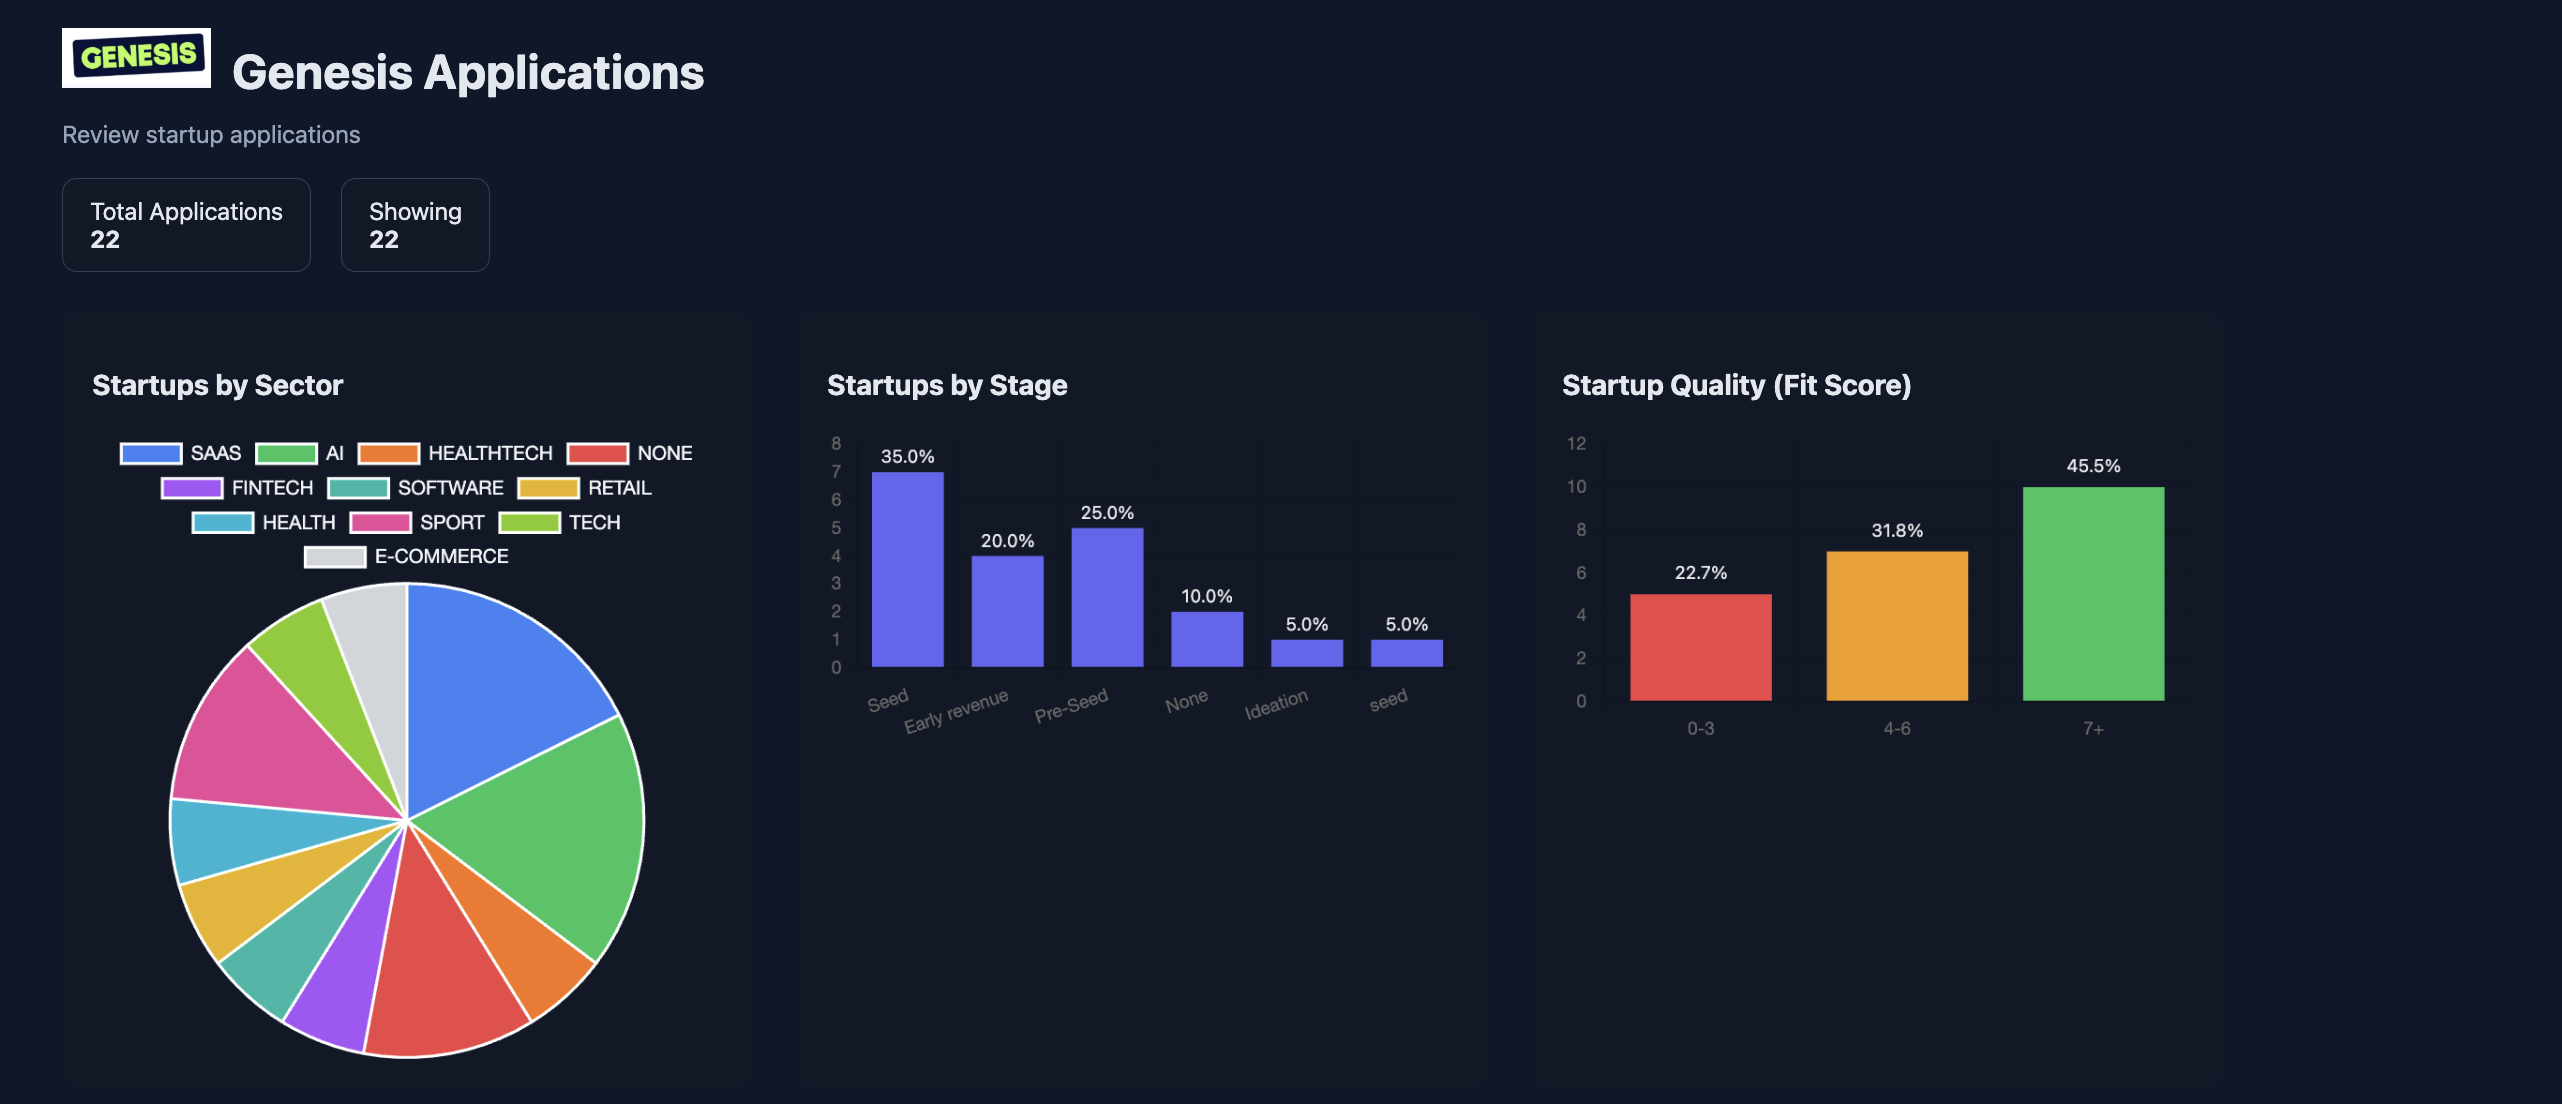 GENESIS
Genesis Applications
Review startup applications
Total Applications
22
Showing
22
Startups by Sector
SAAS AI HEALTHTECH NONE
FINTECH SOFTWARE RETAIL
HEALTH SPORT TECH
E-COMMERCE
Startups by Stage
8
7
6
5
4
3
2
1
0
35.0%
20.0%
25.0%
10.0%
5.0%
5.0%
Seed
Early revenue
Pre-Seed
None
Ideation
seed
Startup Quality (Fit Score)
12
10
8
6
4
2
0
22.7%
31.8%
45.5%
0-3
4-6
7+